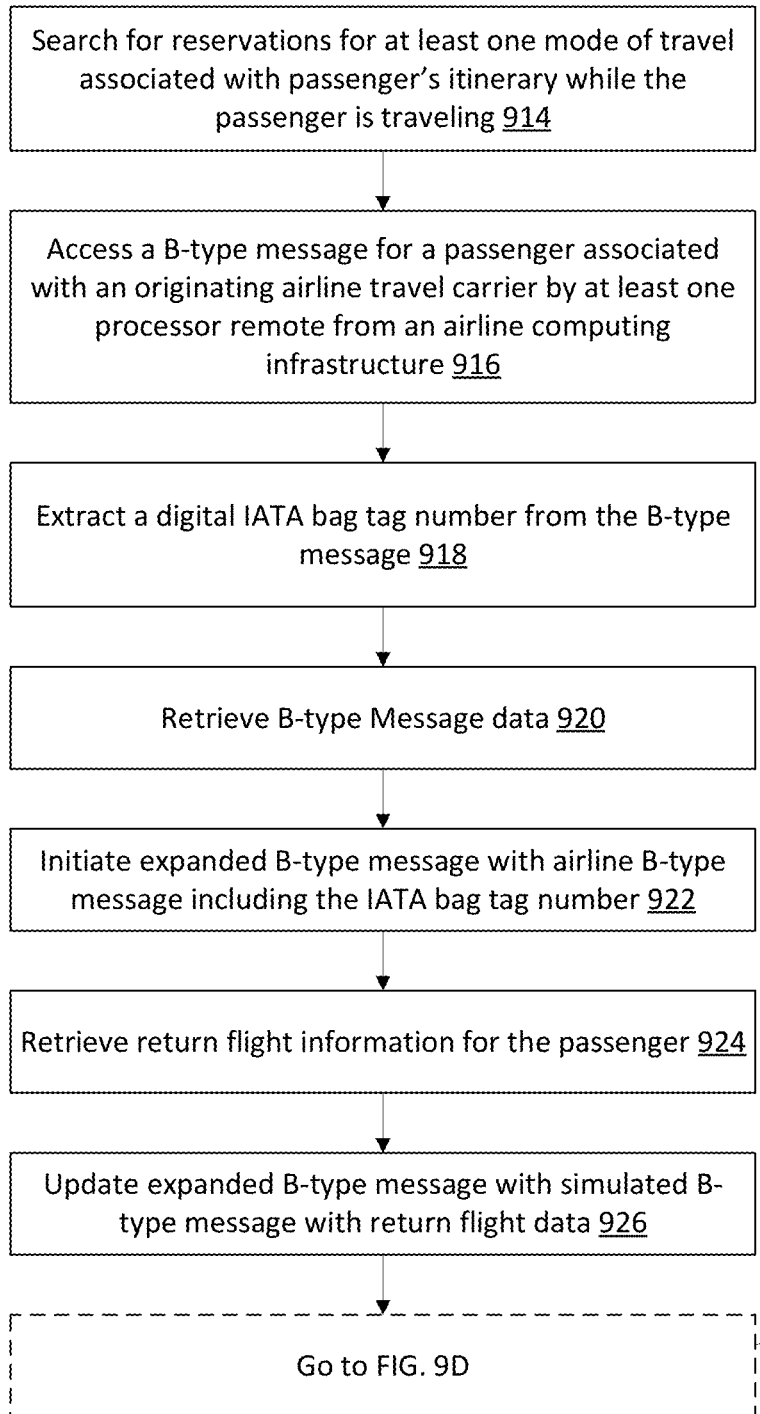 Search for reservations for at least one mode of travel
associated with passenger's itinerary while the
passenger is traveling 914
Access a B-type message for a passenger associated
with an originating airline travel carrier by at least one
processor remote from an airline computing
infrastructure 916
Extract a digital IATA bag tag number from the B-type
message 918
Retrieve B-type Message data 920
Initiate expanded B-type message with airline B-type
message including the IATA bag tag number 922
Retrieve return flight information for the passenger 924
Update expanded B-type message with simulated B-
type message with return flight data 926
Go to FIG. 9D